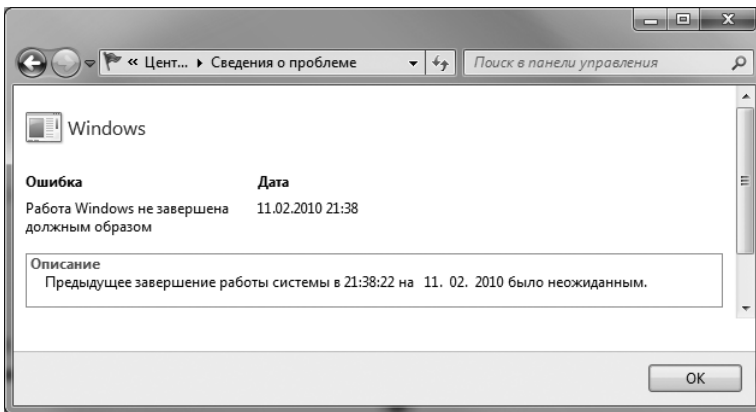 « Цент... ▸ Сведения о проблеме
Поиск в панели управления
Windows
Ошибка Дата
Работа Windows не завершена 11.02.2010 21:38
должным образом
Описание
Предыдущее завершение работы системы в 21:38:22 на 11. 02. 2010 было неожиданным.
OK